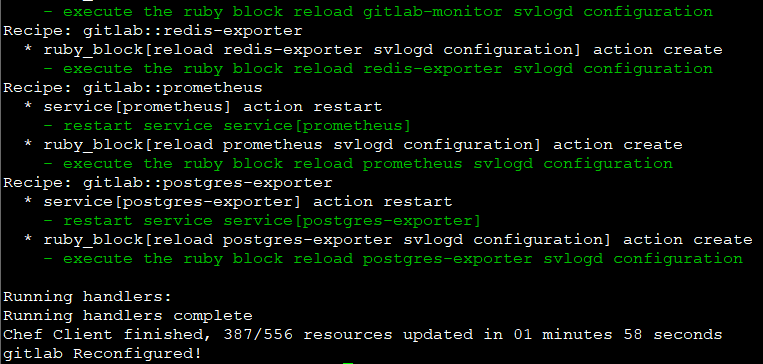 - execute the ruby block reload gitlab-monitor svlogd configuration
Recipe: gitlab::redis-exporter
* ruby_block[reload redis-exporter svlogd configuration] action create
- execute the ruby block reload redis-exporter svlogd configuration
Recipe: gitlab::prometheus
* service[prometheus] action restart
- restart service service[prometheus]
* ruby_block[reload prometheus svlogd configuration] action create
- execute the ruby block reload prometheus svlogd configuration
Recipe: gitlab::postgres-exporter
* service[postgres-exporter] action restart
- restart service service[postgres-exporter]
* ruby_block[reload postgres-exporter svlogd configuration] action create
- execute the ruby block reload postgres-exporter svlogd configuration
Running handlers:
Running handlers complete
Chef Client finished, 387/556 resources updated in 01 minutes 58 seconds
gitlab Reconfigured!